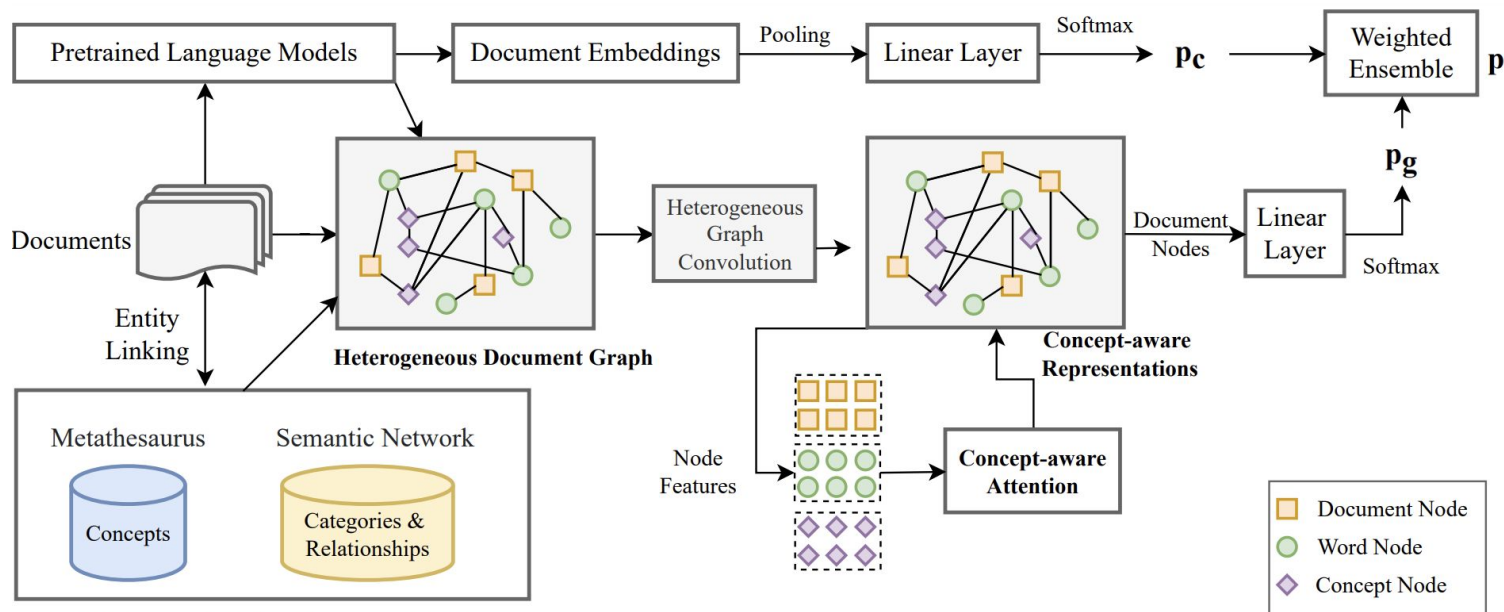 Pretrained Language Models
Document Embeddings
Pooling
Linear Layer
Softmax
pc
Weighted
Ensemble
p
Documents
Heterogeneous Document Graph
Heterogeneous
Graph
Convolution
Concept-aware
Representations
Document
Nodes
Linear
Layer
Softmax
pg
Entity
Linking
Metathesaurus
Concepts
Semantic Network
Categories &
Relationships
Node
Features
Concept-aware
Attention
Document Node
Word Node
Concept Node